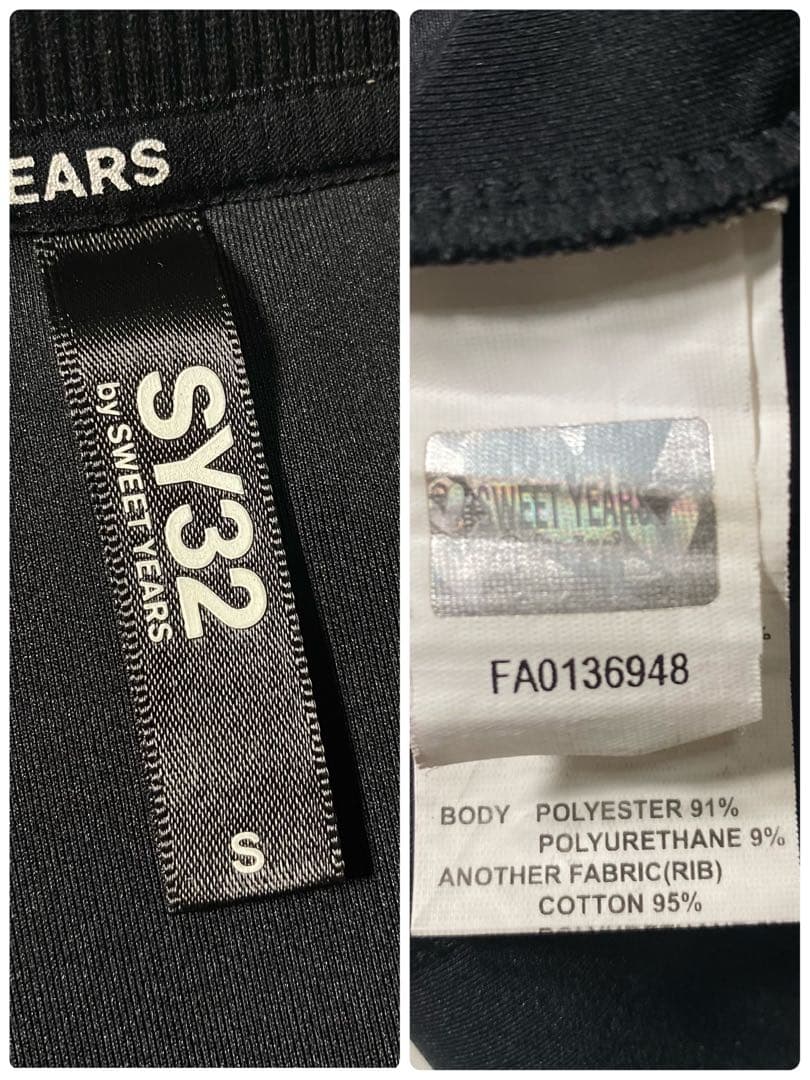 EARS
SY32
by SWEET YEARS
S
SWEET YEARS
FA0136948
BODY POLYESTER 91%
POLYURETHANE 9%
ANOTHER FABRIC(RIB)
COTTON 95%